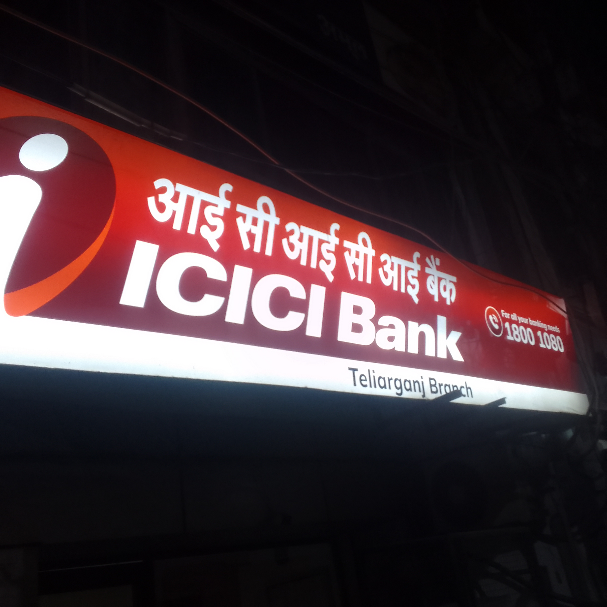 आई सी आई सी आई बैंक
ICICI Bank
For all your banking needs
1800 1080
Teliarganj Branch